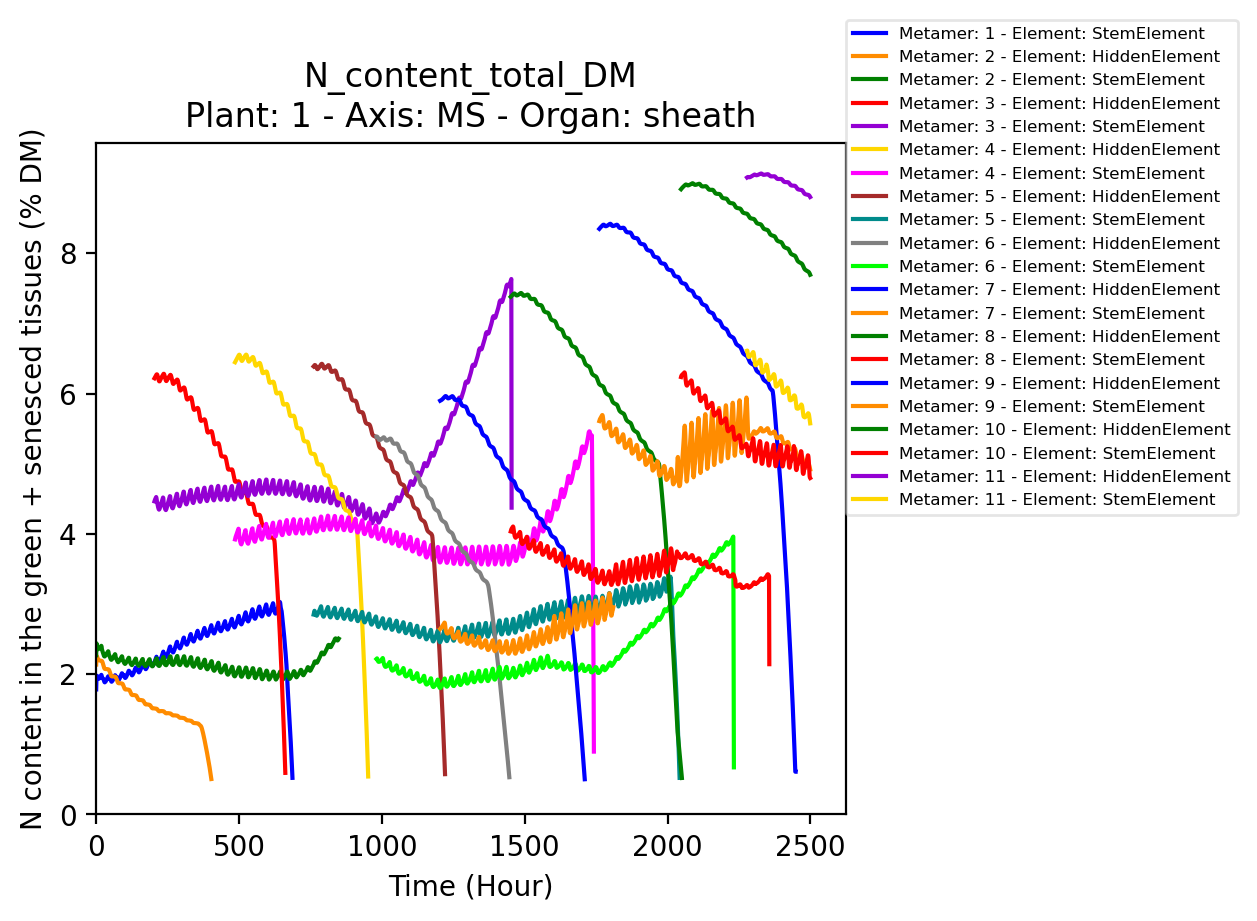 N_content_total_DM
Plant: 1 - Axis: MS - Organ: sheath
N content in the green + senesced tissues (% DM)
8
6
4
2
0
0 500 1000 1500 2000 2500
Time (Hour)
Metamer: 1 - Element: StemElement
Metamer: 2 - Element: HiddenElement
Metamer: 2 - Element: StemElement
Metamer: 3 - Element: HiddenElement
Metamer: 3 - Element: StemElement
Metamer: 4 - Element: HiddenElement
Metamer: 4 - Element: StemElement
Metamer: 5 - Element: HiddenElement
Metamer: 5 - Element: StemElement
Metamer: 6 - Element: HiddenElement
Metamer: 6 - Element: StemElement
Metamer: 7 - Element: HiddenElement
Metamer: 7 - Element: StemElement
Metamer: 8 - Element: HiddenElement
Metamer: 8 - Element: StemElement
Metamer: 9 - Element: HiddenElement
Metamer: 9 - Element: StemElement
Metamer: 10 - Element: HiddenElement
Metamer: 10 - Element: StemElement
Metamer: 11 - Element: HiddenElement
Metamer: 11 - Element: StemElement